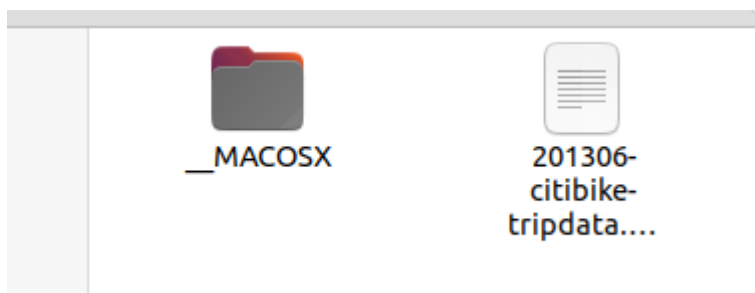 __MACOSX
201306-
citibike-
tripdata....